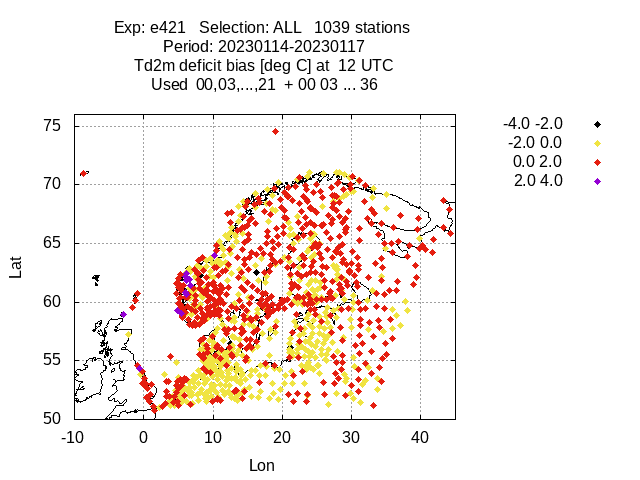 Exp: e421   Selection: ALL   1039 stations
Period: 20230114-20230117
Td2m deficit bias [deg C] at  12 UTC
Used  00,03,...,21  + 00 03 ... 36
-4.0 -2.0
-2.0 0.0
0.0 2.0
2.0 4.0
75
70
65
60
55
50
Lat
-10 0 10 20 30 40
Lon